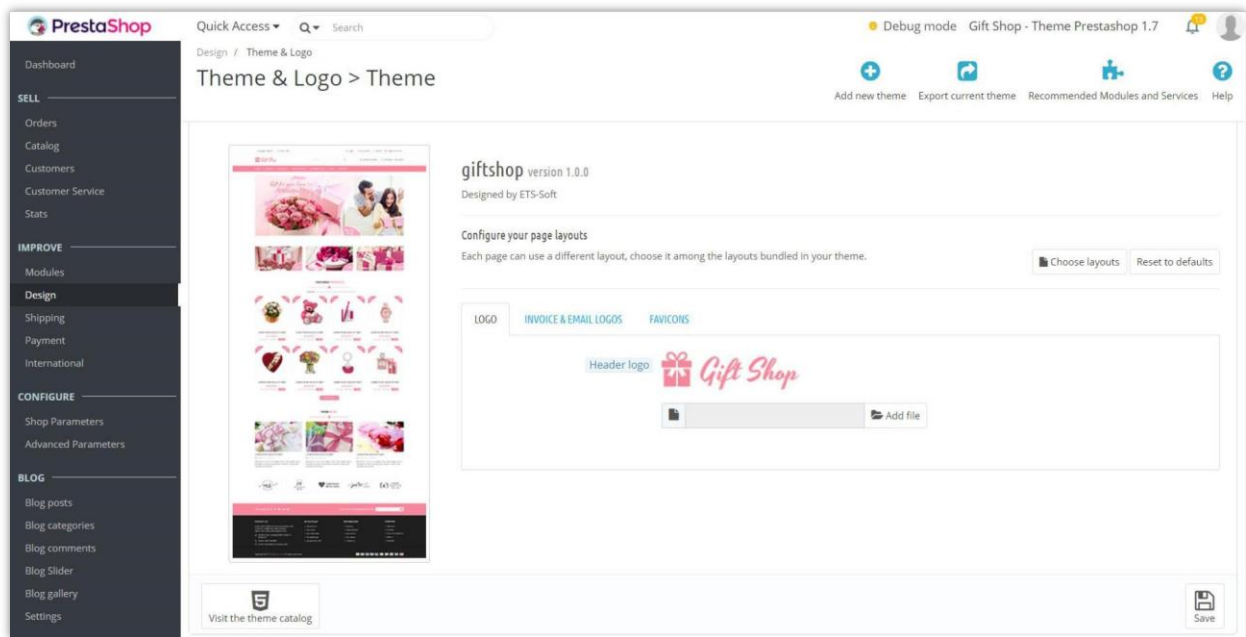 PrestaShop
Quick Access
Search
Debug mode
Gift Shop - Theme Prestashop 1.7
Design / Theme & Logo
Theme & Logo > Theme
Add new theme
Export current theme
Recommended Modules and Services
Help
Dashboard
SELL
Orders
Catalog
Customers
Customer Service
Stats
IMPROVE
Modules
Design
Shipping
Payment
International
CONFIGURE
Shop Parameters
Advanced Parameters
BLOG
Blog posts
Blog categories
Blog comments
Blog Slider
Blog gallery
Settings
giftshop version 1.0.0
Designed by ETS-Soft
Configure your page layouts
Each page can use a different layout, choose it among the layouts bundled in your theme.
Choose layouts
Reset to defaults
LOGO
INVOICE & EMAIL LOGOS
FAVICONS
Header logo
Gift Shop
Add file
Visit the theme catalog
Save